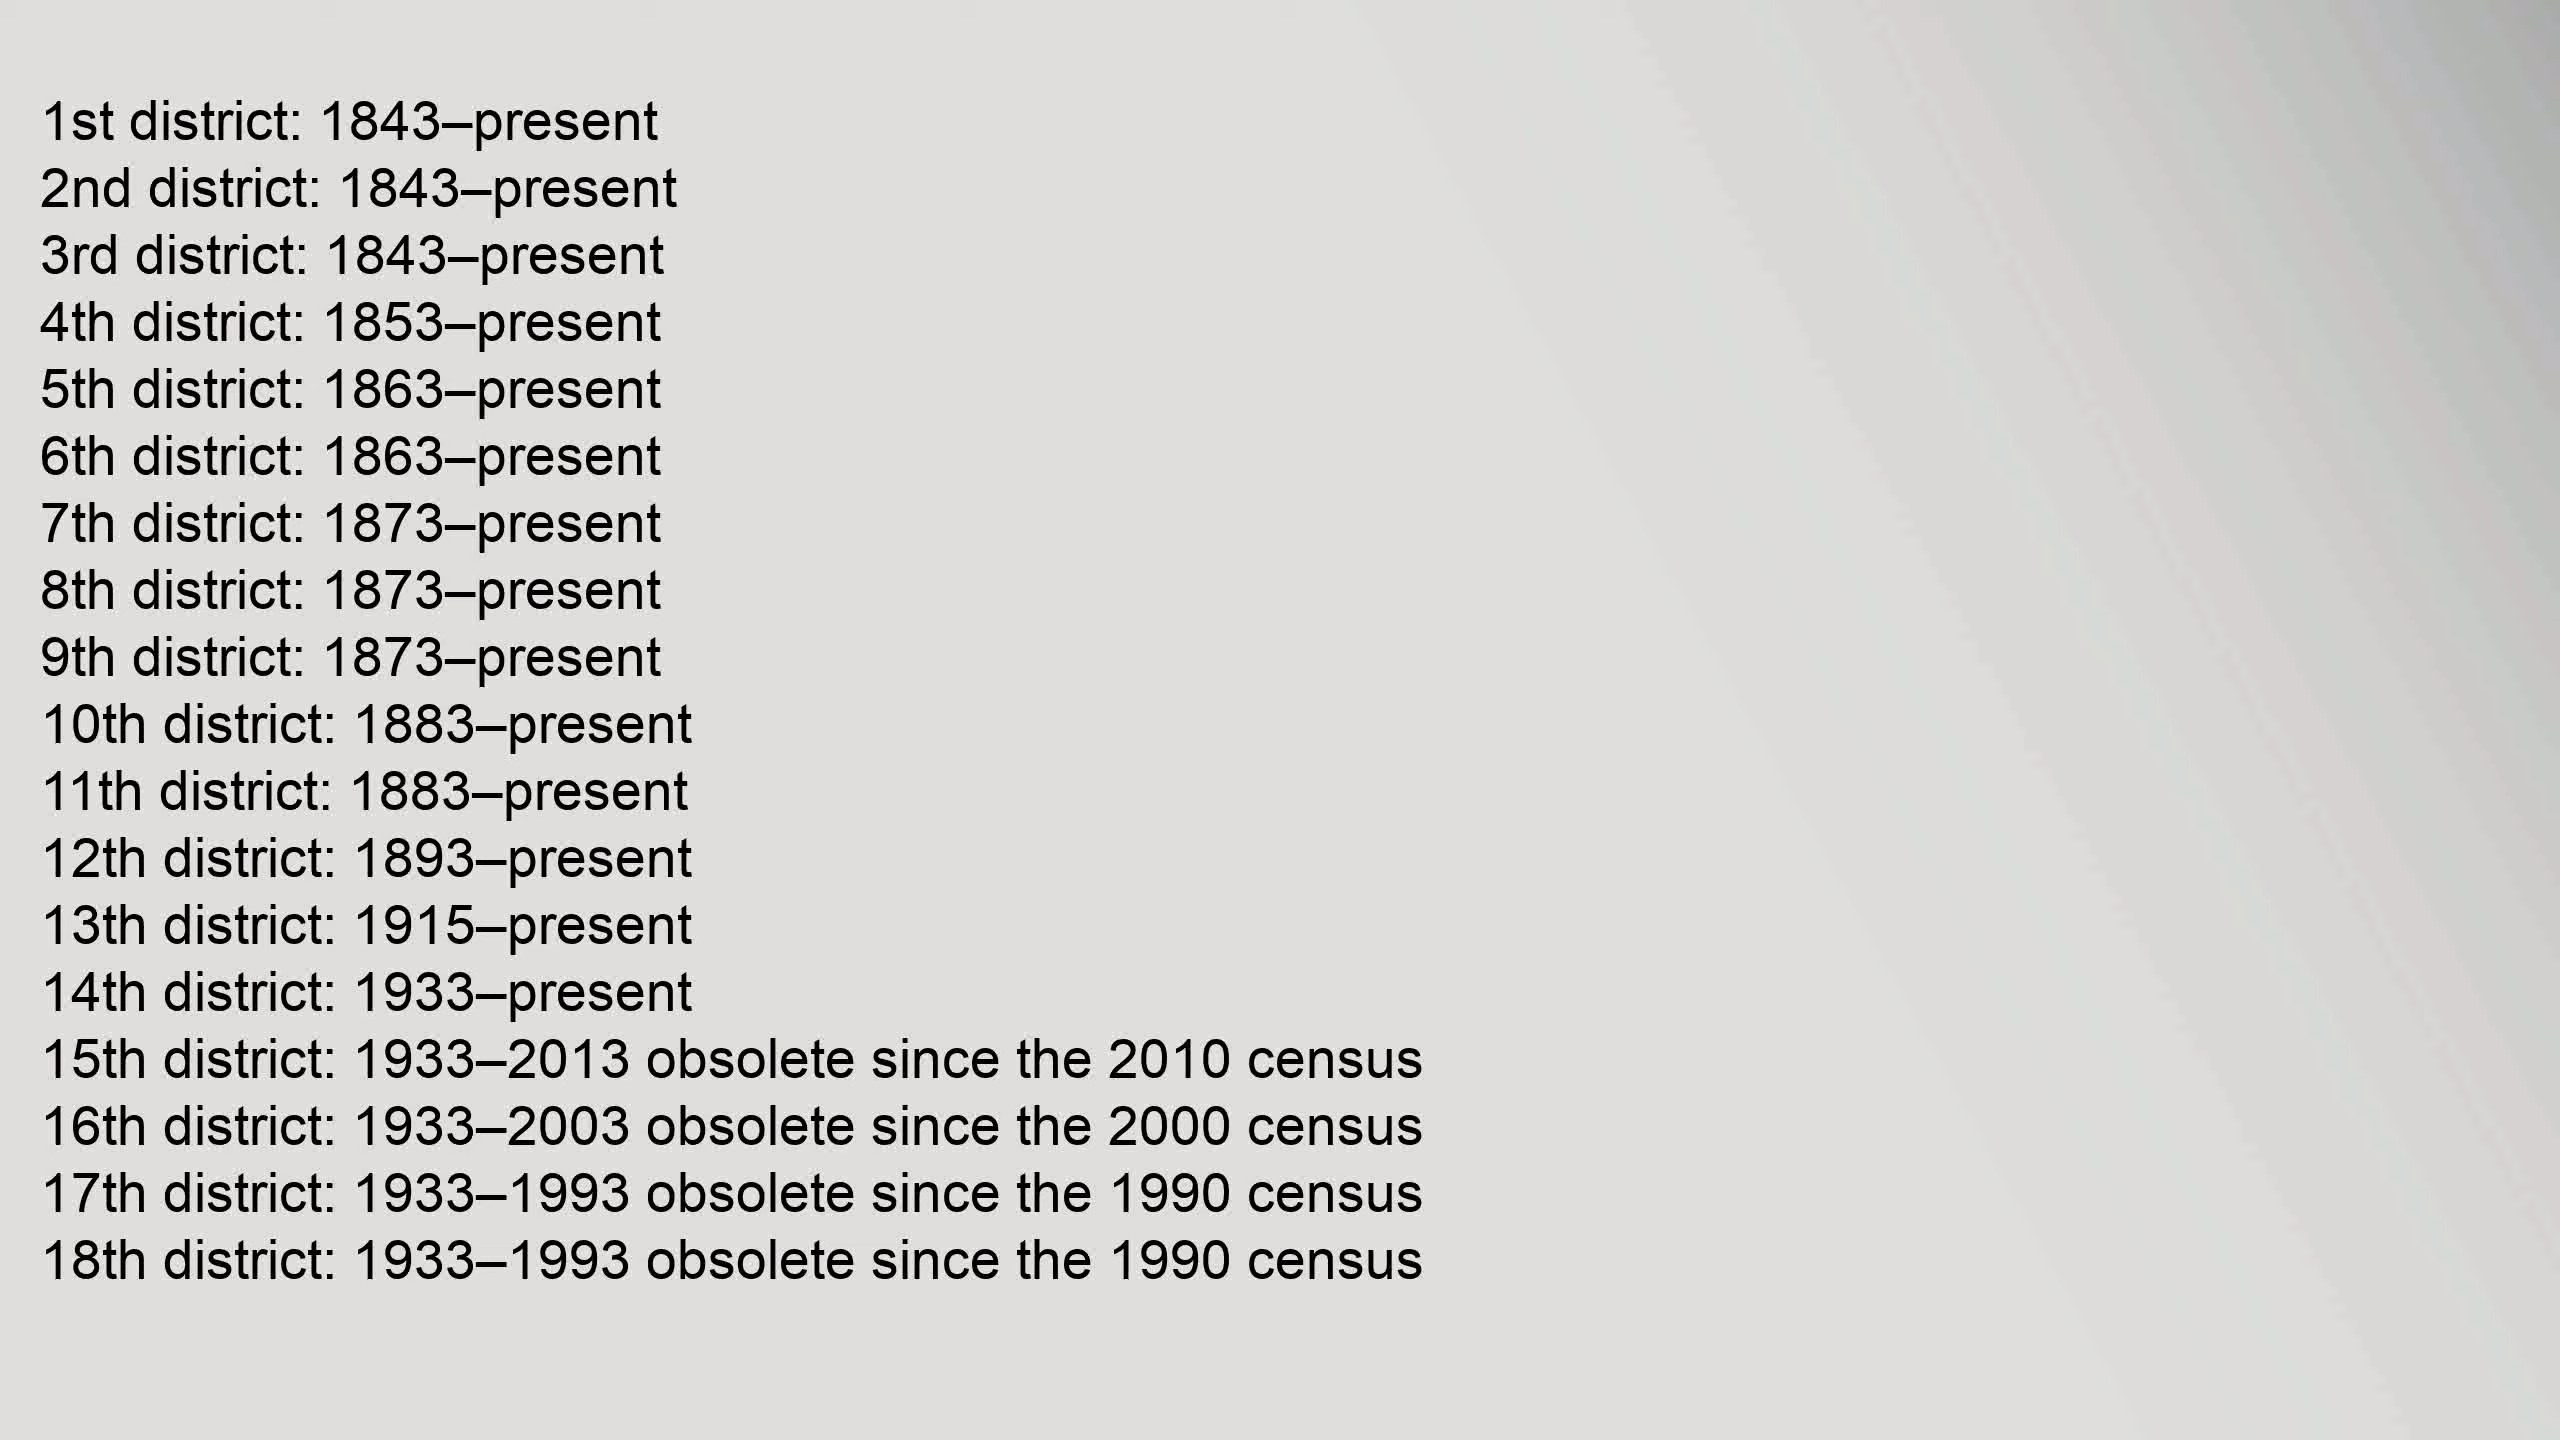 1st district: 1843–present
2nd district: 1843–present
3rd district: 1843–present
4th district: 1853–present
5th district: 1863–present
6th district: 1863–present
7th district: 1873–present
8th district: 1873–present
9th district: 1873–present
10th district: 1883–present
11th district: 1883–present
12th district: 1893–present
13th district: 1915–present
14th district: 1933–present
15th district: 1933–2013 obsolete since the 2010 census
16th district: 1933–2003 obsolete since the 2000 census
17th district: 1933–1993 obsolete since the 1990 census
18th district: 1933–1993 obsolete since the 1990 census